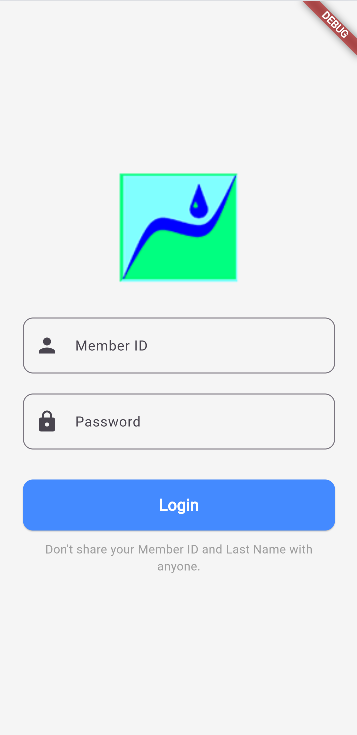 DEBUG
Member ID
Password
Login
Don't share your Member ID and Last Name with
anyone.